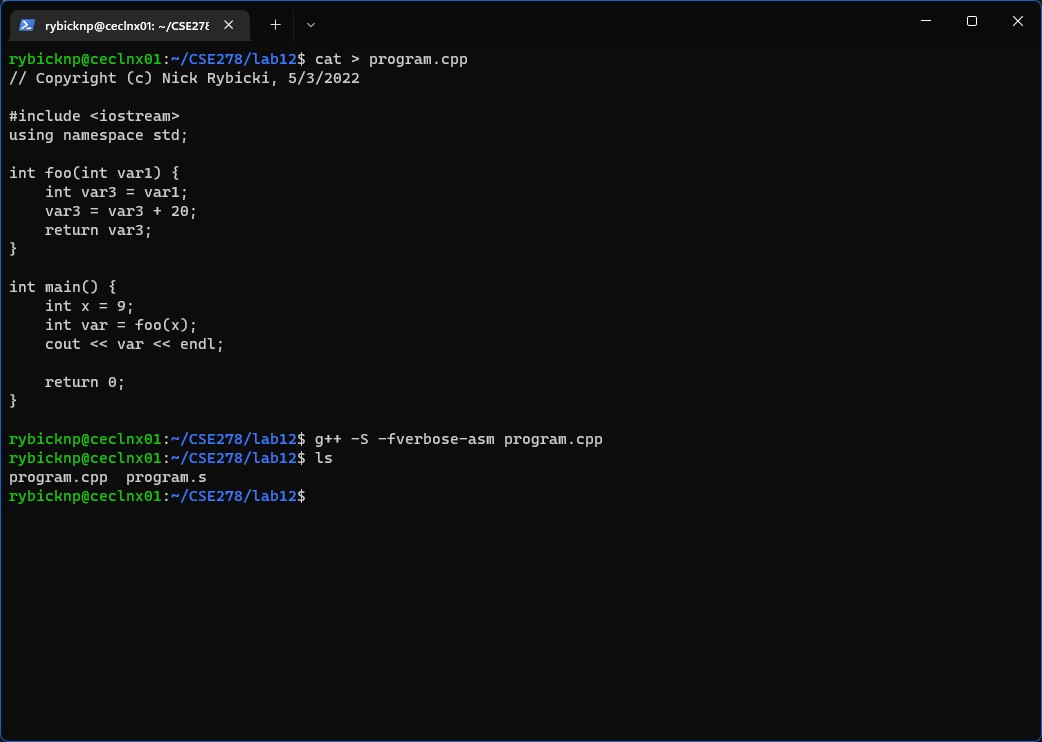 rybicknp@ceclnx01: ~/CSE278
rybicknp@ceclnx01:~/CSE278/lab12$ cat > program.cpp
// Copyright (c) Nick Rybicki, 5/3/2022
#include <iostream>
using namespace std;
int foo(int var1) {
    int var3 = var1;
    var3 = var3 + 20;
    return var3;
}
int main() {
    int x = 9;
    int var = foo(x);
    cout << var << endl;
    return 0;
}
rybicknp@ceclnx01:~/CSE278/lab12$ g++ -S -fverbose-asm program.cpp
rybicknp@ceclnx01:~/CSE278/lab12$ ls
program.cpp  program.s
rybicknp@ceclnx01:~/CSE278/lab12$